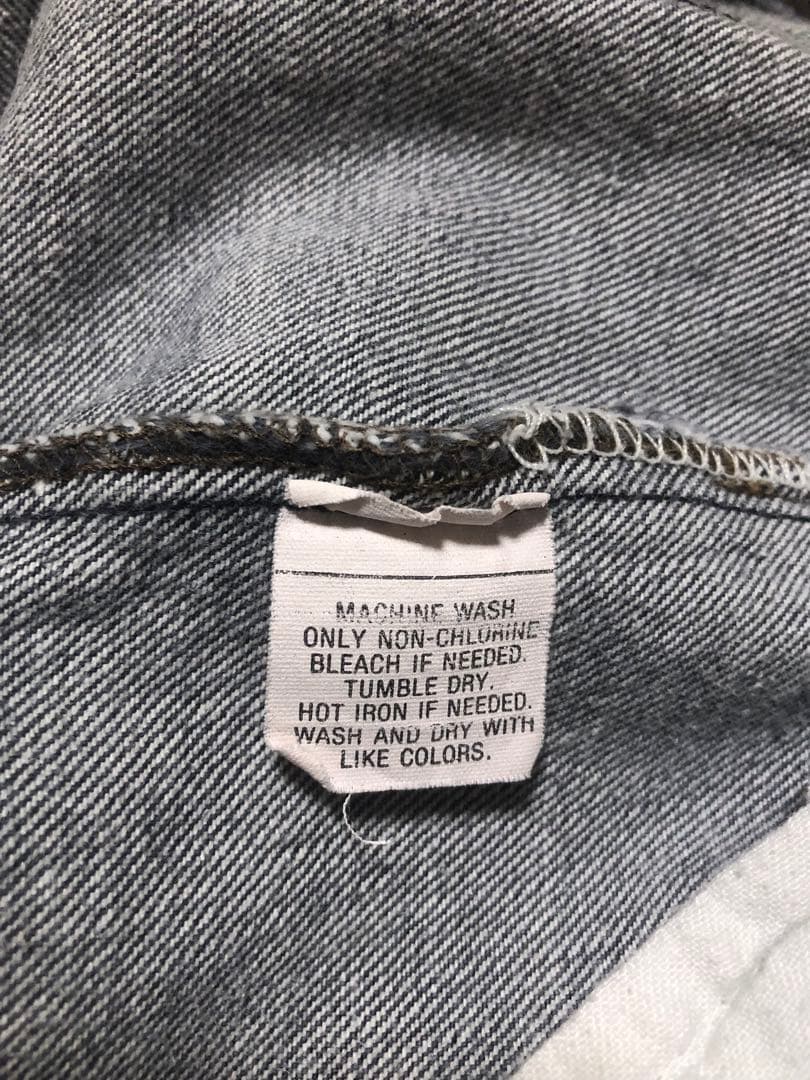 MACHINE WASH
ONLY NON-CHLORINE
BLEACH IF NEEDED.
TUMBLE DRY.
HOT IRON IF NEEDED.
WASH AND DRY WITH
LIKE COLORS.